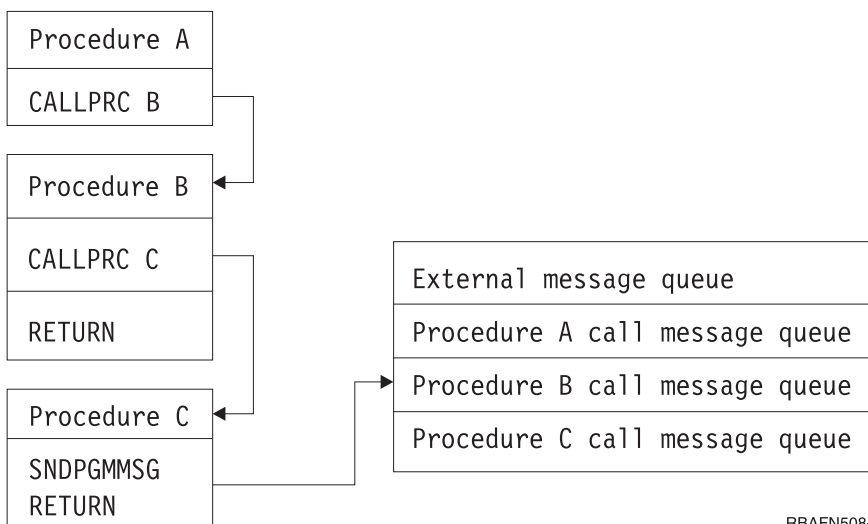 Procedure A
CALLPRC B
Procedure B
CALLPRC C
RETURN
Procedure C
SNDPGMMSG
RETURN
External message queue
Procedure A call message queue
Procedure B call message queue
Procedure C call message queue